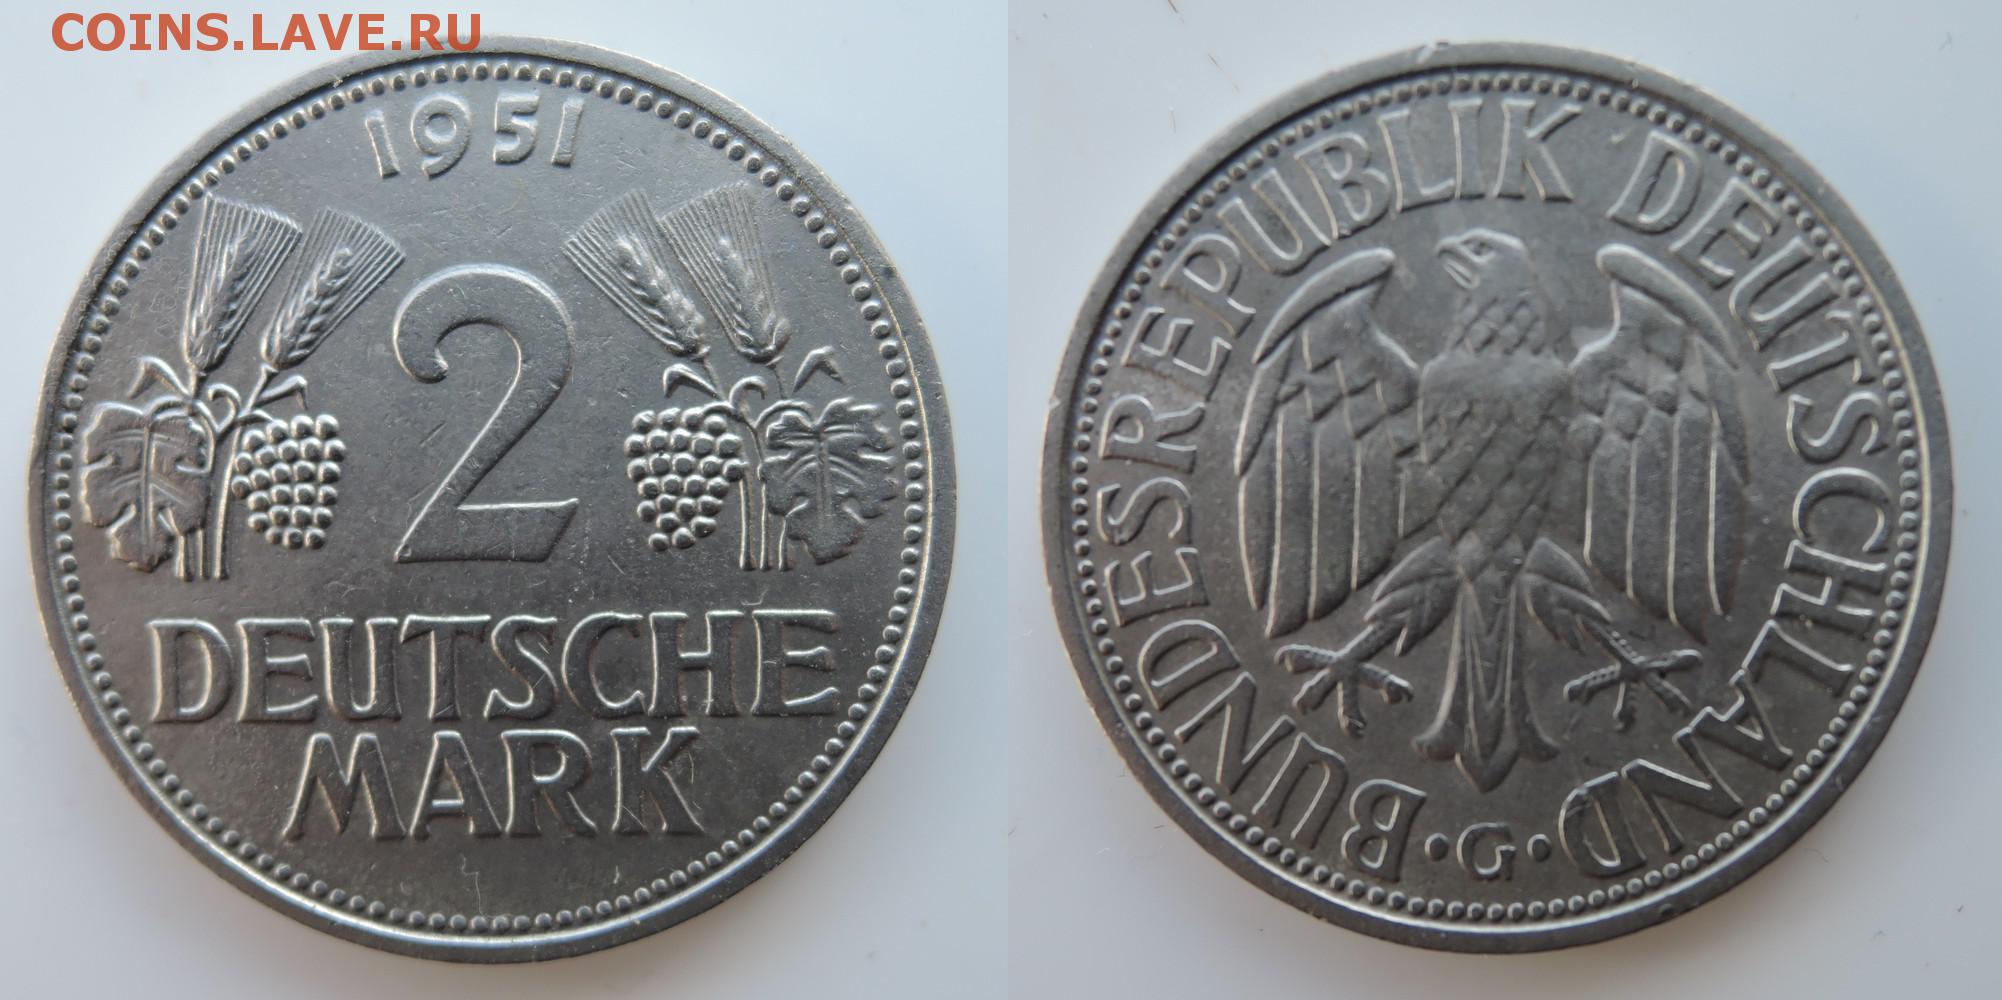 COINS.LAVE.RU
1951
2
DEUTSCHE
MARK
BUNDESREPUBLIK DEUTSCHLAND
· G ·